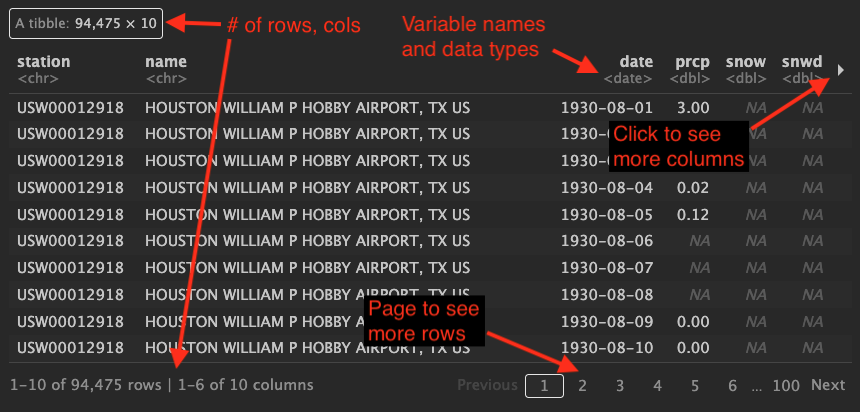 A tibble: 94,475 × 10
# of rows, cols
Variable names
and data types
station name date prcp snow snwd
<chr> <chr> <date> <dbl> <dbl> <dbl>
USW00012918 HOUSTON WILLIAM P HOBBY AIRPORT, TX US 1930-08-01 3.00 NA NA
USW00012918 HOUSTON WILLIAM P HOBBY AIRPORT, TX US 1930- NA NA
Click to see
more columns
USW00012918 HOUSTON WILLIAM P HOBBY AIRPORT, TX US 1930- NA NA
USW00012918 HOUSTON WILLIAM P HOBBY AIRPORT, TX US 1930-08-04 0.02 NA NA
USW00012918 HOUSTON WILLIAM P HOBBY AIRPORT, TX US 1930-08-05 0.12 NA NA
USW00012918 HOUSTON WILLIAM P HOBBY AIRPORT, TX US 1930-08-06 NA NA NA
USW00012918 HOUSTON WILLIAM P HOBBY AIRPORT, TX US 1930-08-07 NA NA NA
USW00012918 HOUSTON WILLIAM P HOBBY AIRPORT, TX US 1930-08-08 NA NA NA
Page to see
more rows
USW00012918 HOUSTON WILLIAM P HOBBY AIRPORT, TX US 1930-08-09 0.00 NA NA
USW00012918 HOUSTON WILLIAM P HOBBY AIRPORT, TX US 1930-08-10 0.00 NA NA
1-10 of 94,475 rows | 1-6 of 10 columns Previous 1 2 3 4 5 6 ... 100 Next